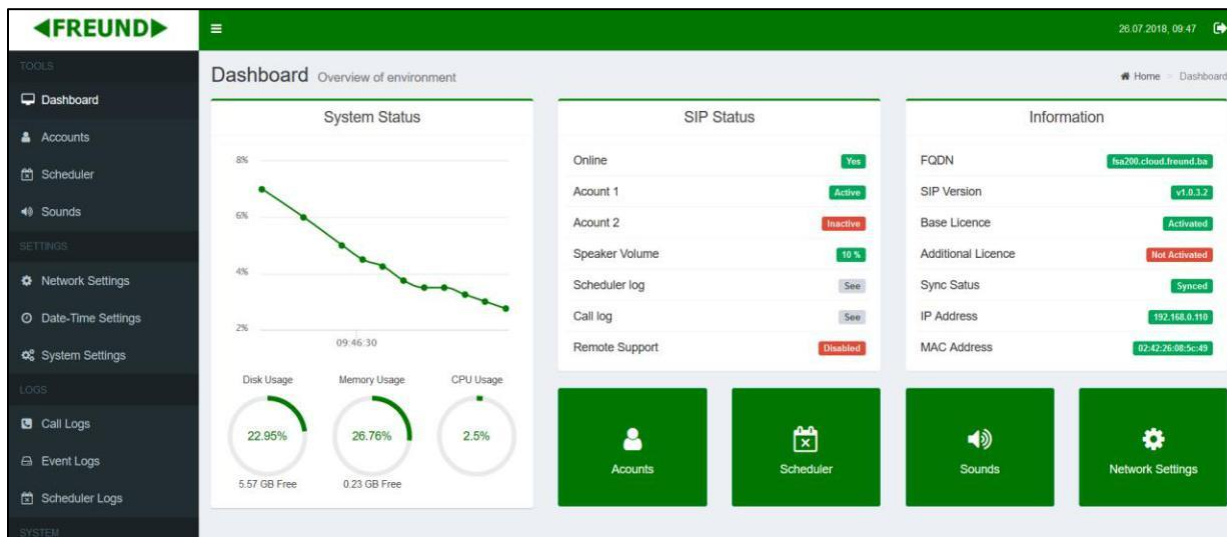 FREUND
26.07.2018, 09:47
TOOLS
Dashboard
Accounts
Scheduler
Sounds
SETTINGS
Network Settings
Date-Time Settings
System Settings
LOGS
Call Logs
Event Logs
Scheduler Logs
SYSTEM
Dashboard Overview of environment
Home > Dashboard
System Status
8%
6%
4%
2%
09:46:30
Disk Usage Memory Usage CPU Usage
22.95% 26.76% 2.5%
5.57 GB Free 0.23 GB Free
SIP Status
Online Yes
Acount 1 Active
Acount 2 Inactive
Speaker Volume 10 %
Scheduler log See
Call log See
Remote Support Disabled
Information
FQDN fsa200.cloud.freund.ba
SIP Version v1.0.3.2
Base Licence Activated
Additional Licence Not Activated
Sync Satus Synced
IP Address 192.168.0.110
MAC Address 02:42:26:08:5c:49
Acounts
Scheduler
Sounds
Network Settings